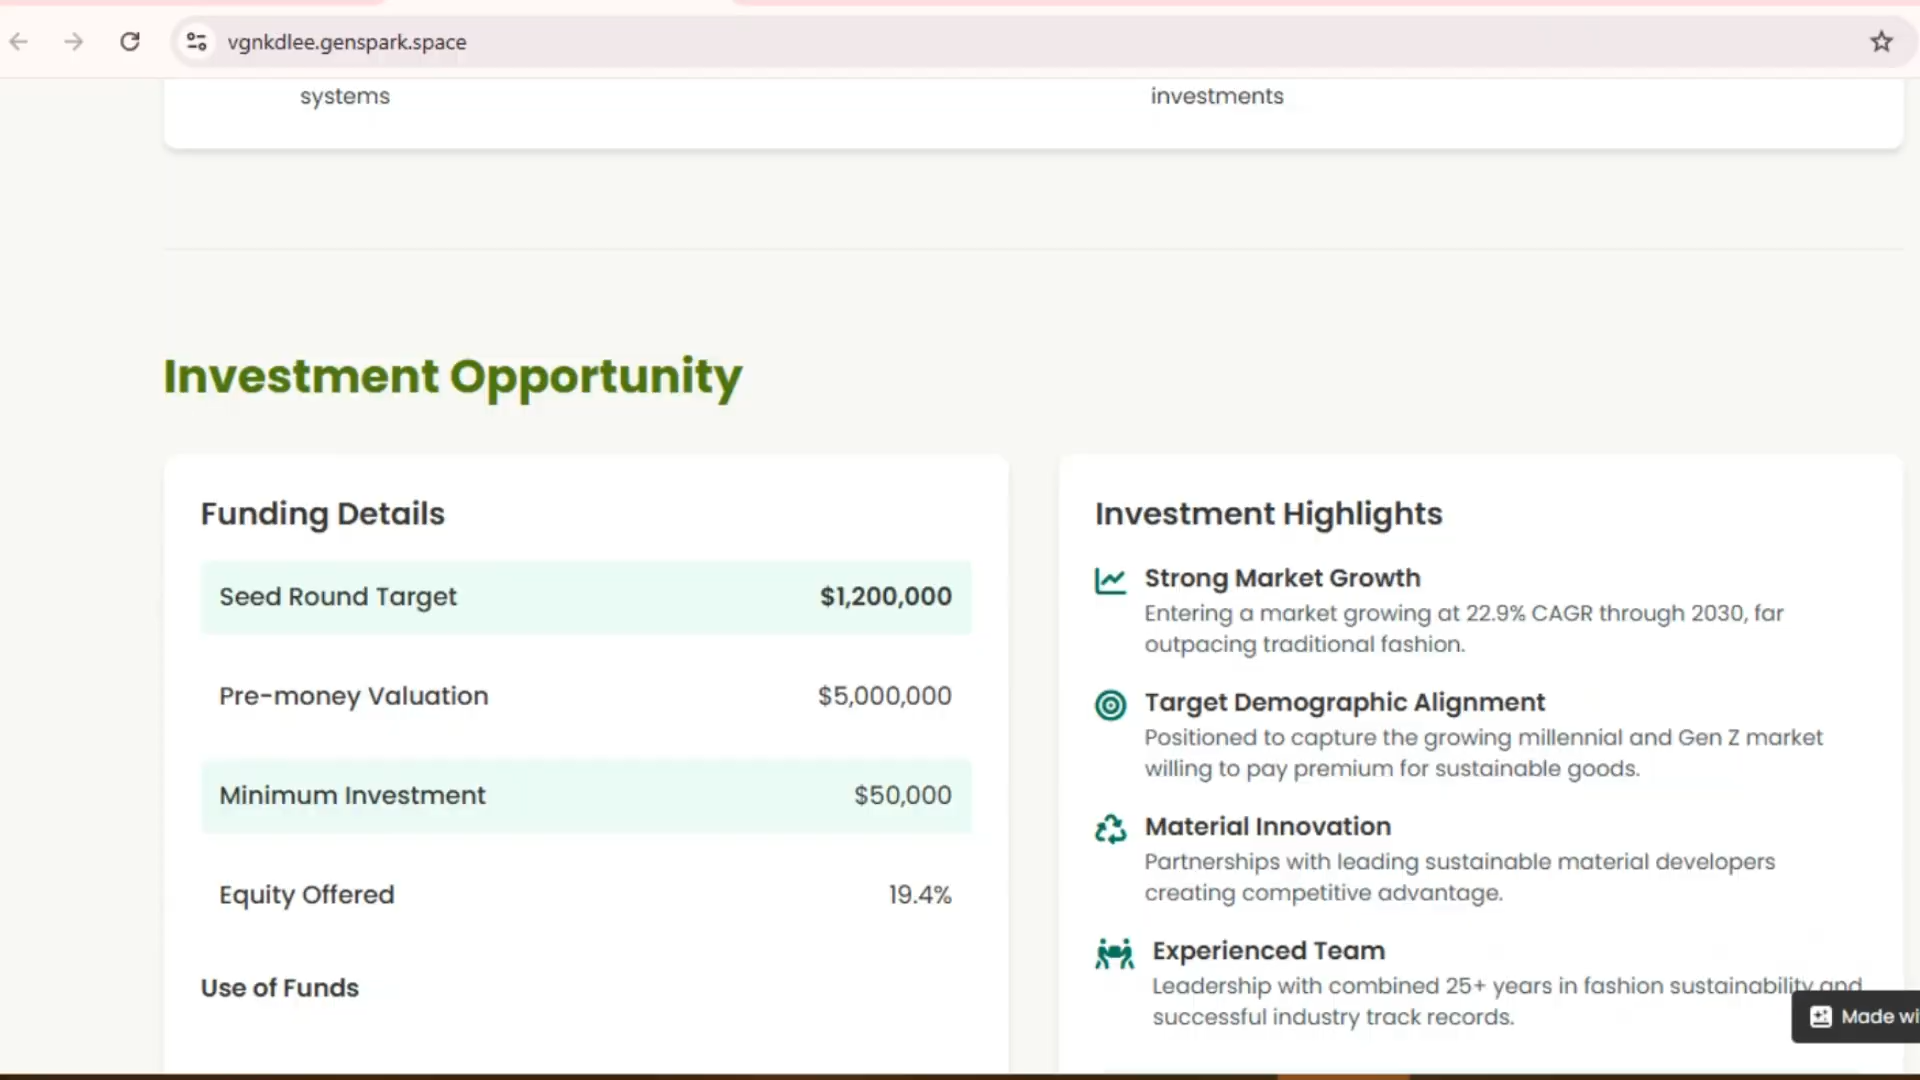 vgnkdlee.genspark.space
systems
investments
Investment Opportunity
Funding Details
Seed Round Target $1,200,000
Pre-money Valuation $5,000,000
Minimum Investment $50,000
Equity Offered 19.4%
Use of Funds
Investment Highlights
Strong Market Growth
Entering a market growing at 22.9% CAGR through 2030, far
outpacing traditional fashion.
Target Demographic Alignment
Positioned to capture the growing millennial and Gen Z market
willing to pay premium for sustainable goods.
Material Innovation
Partnerships with leading sustainable material developers
creating competitive advantage.
Experienced Team
Leadership with combined 25+ years in fashion sustainability and
successful industry track records.
Made wi